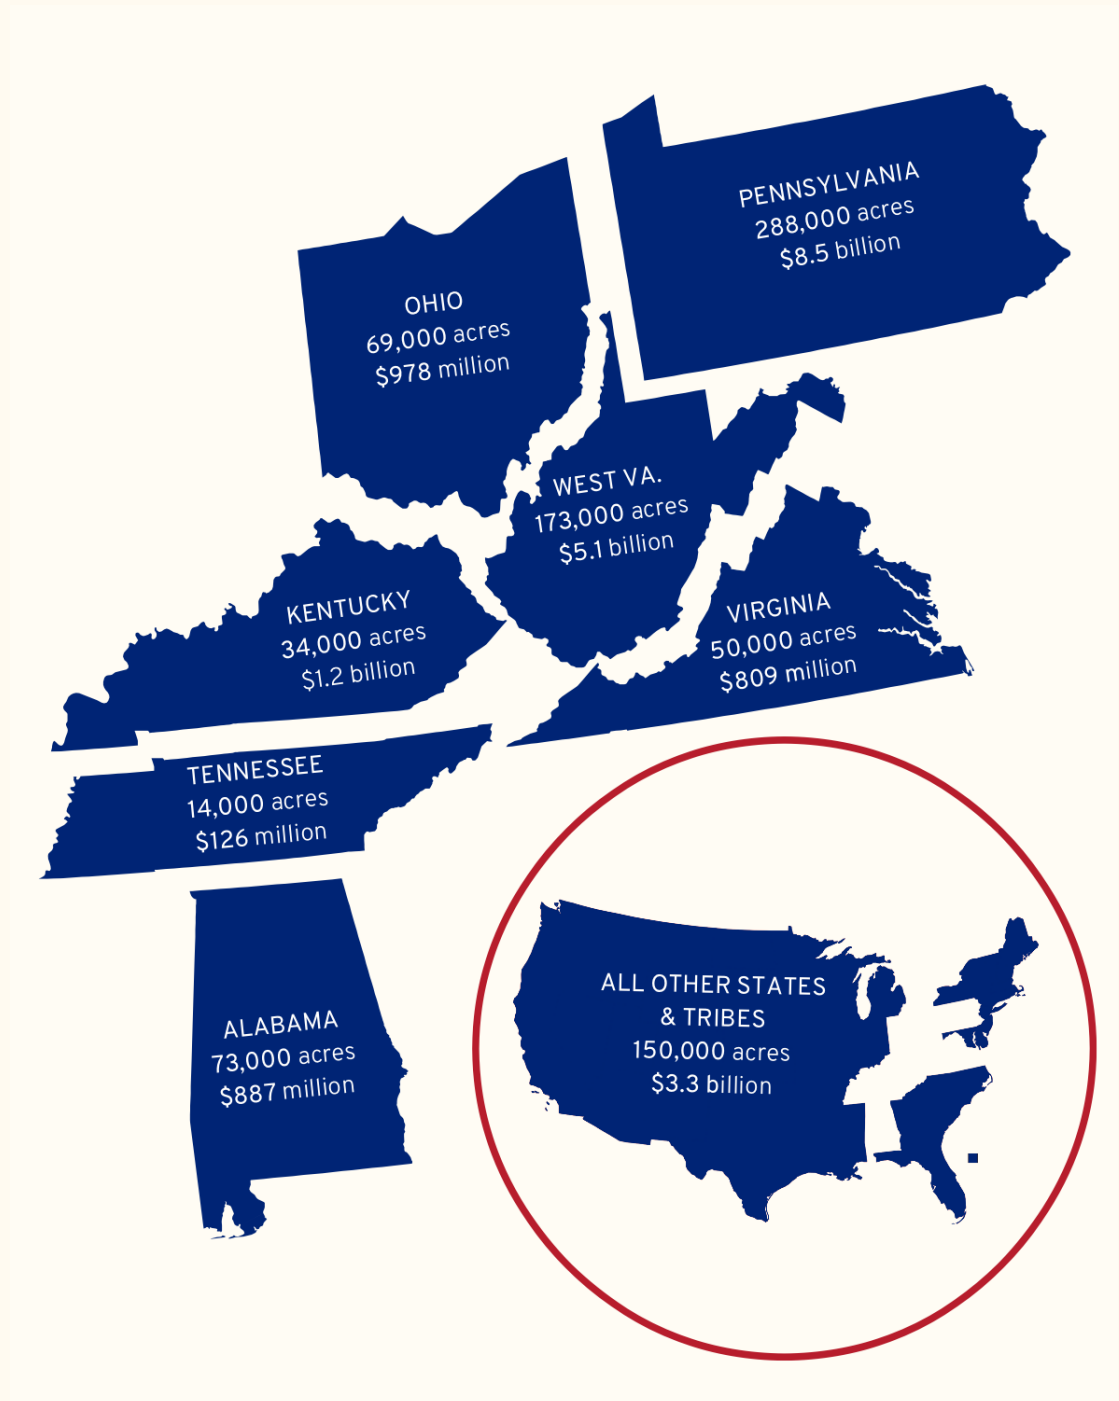 PENNSYLVANIA
288,000 acres
$8.5 billion
OHIO
69,000 acres
$978 million
WEST VA.
173,000 acres
$5.1 billion
KENTUCKY
34,000 acres
$1.2 billion
VIRGINIA
50,000 acres
$809 million
TENNESSEE
14,000 acres
$126 million
ALABAMA
73,000 acres
$887 million
ALL OTHER STATES
& TRIBES
150,000 acres
$3.3 billion